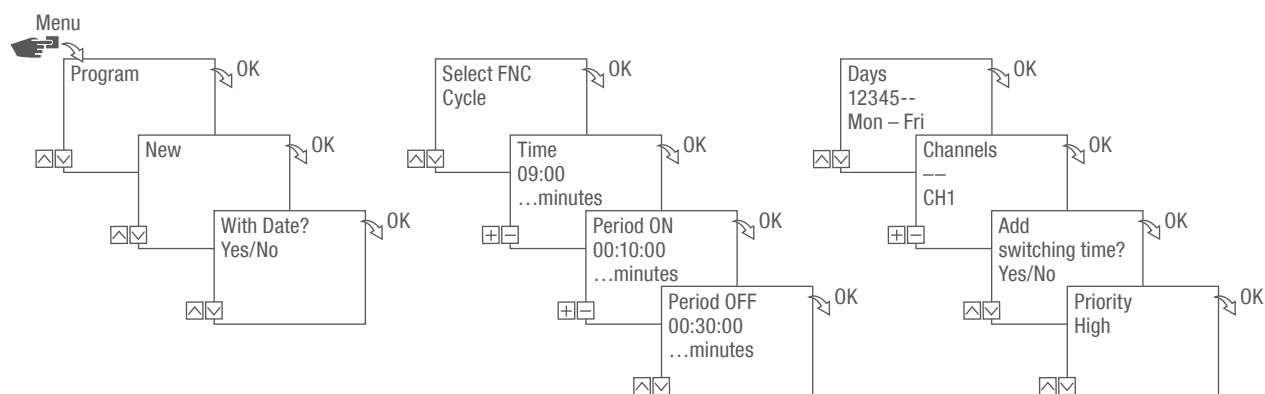 Menu
Program
OK
New
OK
With Date?
Yes/No
OK
Select FNC
Cycle
OK
Time
09:00
…minutes
OK
Period ON
00:10:00
…minutes
OK
Period OFF
00:30:00
…minutes
OK
Days
12345--
Mon – Fri
OK
Channels
––
CH1
OK
Add
switching time?
Yes/No
OK
Priority
High
OK